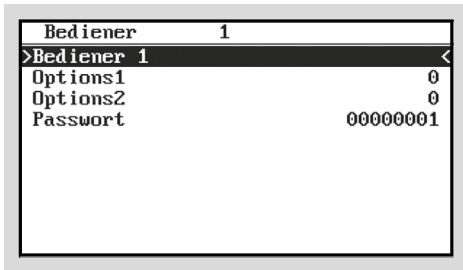 Bediener 1
>Bediener 1 <
Options1 0
Options2 0
Passwort 00000001